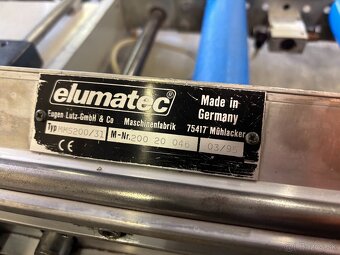 elumatec
Made in
Germany
Eugen Lutz GmbH & Co Maschinenfabrik 75417 Mühlacker
Typ MMS200/31 M-Nr. 200 20 046 03/95
CE